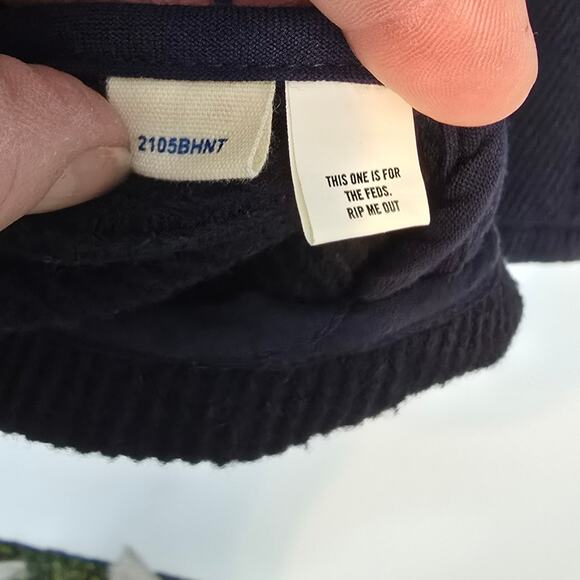 2105BHNT
THIS ONE IS FOR
THE FEDS.
RIP ME OUT